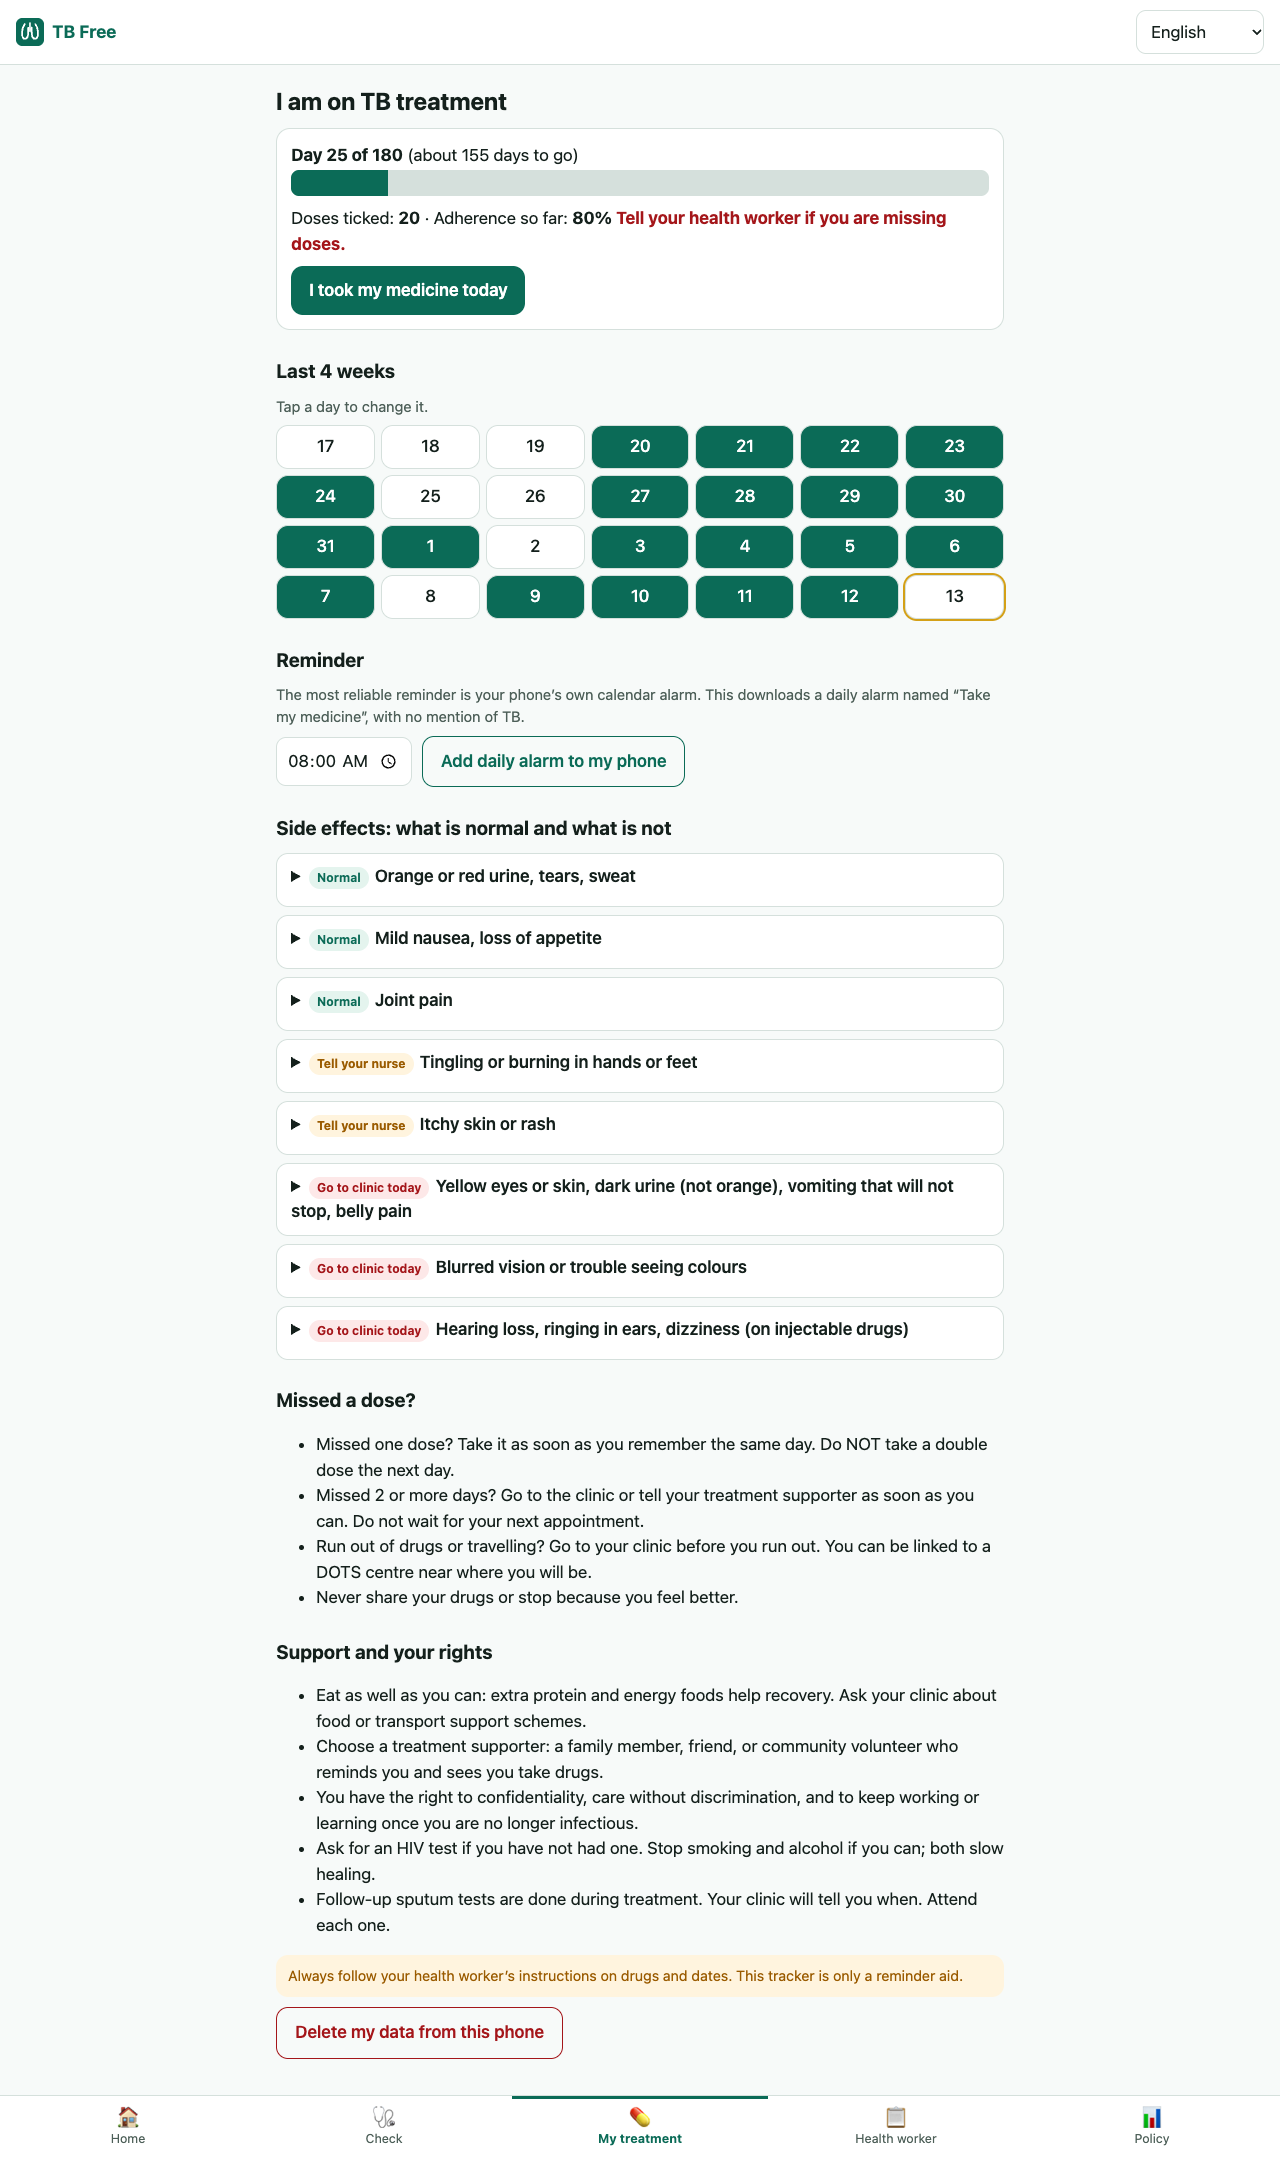 TB Free
English
I am on TB treatment
Day 25 of 180 (about 155 days to go)
Doses ticked: 20 · Adherence so far: 80% Tell your health worker if you are missing
doses.
I took my medicine today
Last 4 weeks
Tap a day to change it.
17 18 19 20 21 22 23
24 25 26 27 28 29 30
31 1 2 3 4 5 6
7 8 9 10 11 12 13
Reminder
The most reliable reminder is your phone’s own calendar alarm. This downloads a daily alarm named “Take
my medicine”, with no mention of TB.
08:00 AM Add daily alarm to my phone
Side effects: what is normal and what is not
Normal Orange or red urine, tears, sweat
Normal Mild nausea, loss of appetite
Normal Joint pain
Tell your nurse Tingling or burning in hands or feet
Tell your nurse Itchy skin or rash
Go to clinic today Yellow eyes or skin, dark urine (not orange), vomiting that will not
stop, belly pain
Go to clinic today Blurred vision or trouble seeing colours
Go to clinic today Hearing loss, ringing in ears, dizziness (on injectable drugs)
Missed a dose?
• Missed one dose? Take it as soon as you remember the same day. Do NOT take a double
dose the next day.
• Missed 2 or more days? Go to the clinic or tell your treatment supporter as soon as you
can. Do not wait for your next appointment.
• Run out of drugs or travelling? Go to your clinic before you run out. You can be linked to a
DOTS centre near where you will be.
• Never share your drugs or stop because you feel better.
Support and your rights
• Eat as well as you can: extra protein and energy foods help recovery. Ask your clinic about
food or transport support schemes.
• Choose a treatment supporter: a family member, friend, or community volunteer who
reminds you and sees you take drugs.
• You have the right to confidentiality, care without discrimination, and to keep working or
learning once you are no longer infectious.
• Ask for an HIV test if you have not had one. Stop smoking and alcohol if you can; both slow
healing.
• Follow-up sputum tests are done during treatment. Your clinic will tell you when. Attend
each one.
Always follow your health worker’s instructions on drugs and dates. This tracker is only a reminder aid.
Delete my data from this phone
Home Check My treatment Health worker Policy